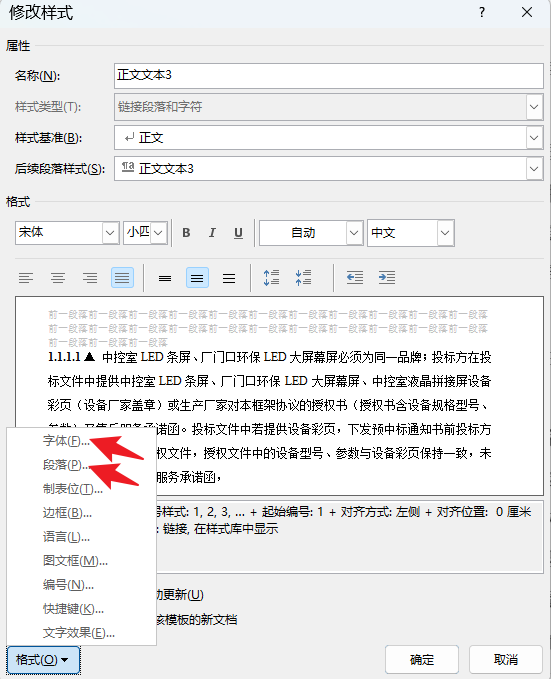 修改样式
?
属性
名称(N):
正文文本3
样式类型(T):
链接段落和字符
样式基准(B):
正文
后续段落样式(S):
正文文本3
格式
宋体
小四
B I U
自动
中文
前一段落前一段落前一段落前一段落前一段落前一段落前一段落前一段落前一段落前一段落前一段落
前一段落前一段落前一段落前一段落前一段落前一段落前一段落前一段落前一段落前一段落前一段落
前一段落前一段落前一段落
1.1.1.1 ▲ 中控室 LED 条屏、厂门口环保 LED 大屏幕屏必须为同一品牌；投标方在投
标文件中提供中控室 LED 条屏、厂门口环保 LED 大屏幕屏、中控室液晶拼接屏设备
彩页（设备厂家盖章）或生产厂家对本框架协议的授权书（授权书含设备规格型号、
承诺函。投标文件中若提供设备彩页，下发预中标通知书前投标方
权文件，授权文件中的设备型号、参数与设备彩页保持一致，未
服务承诺函，
号样式: 1, 2, 3, … + 起始编号: 1 + 对齐方式: 左侧 + 对齐位置: 0 厘米
: 链接, 在样式库中显示
动更新(U)
该模板的新文档
字体(F)...
段落(P)...
制表位(T)...
边框(B)...
语言(L)...
图文框(M)...
编号(N)...
快捷键(K)...
文字效果(E)...
格式(O)
确定
取消